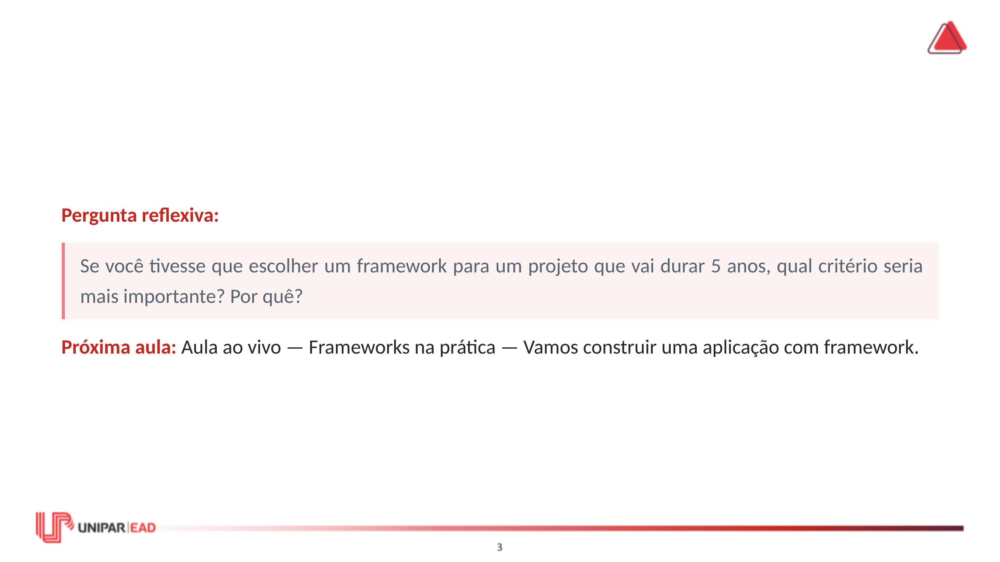 Pergunta reflexiva:
Se você tivesse que escolher um framework para um projeto que vai durar 5 anos, qual critério seria
mais importante? Por quê?
Próxima aula: Aula ao vivo — Frameworks na prática — Vamos construir uma aplicação com framework.
UNIPAR|EAD
3